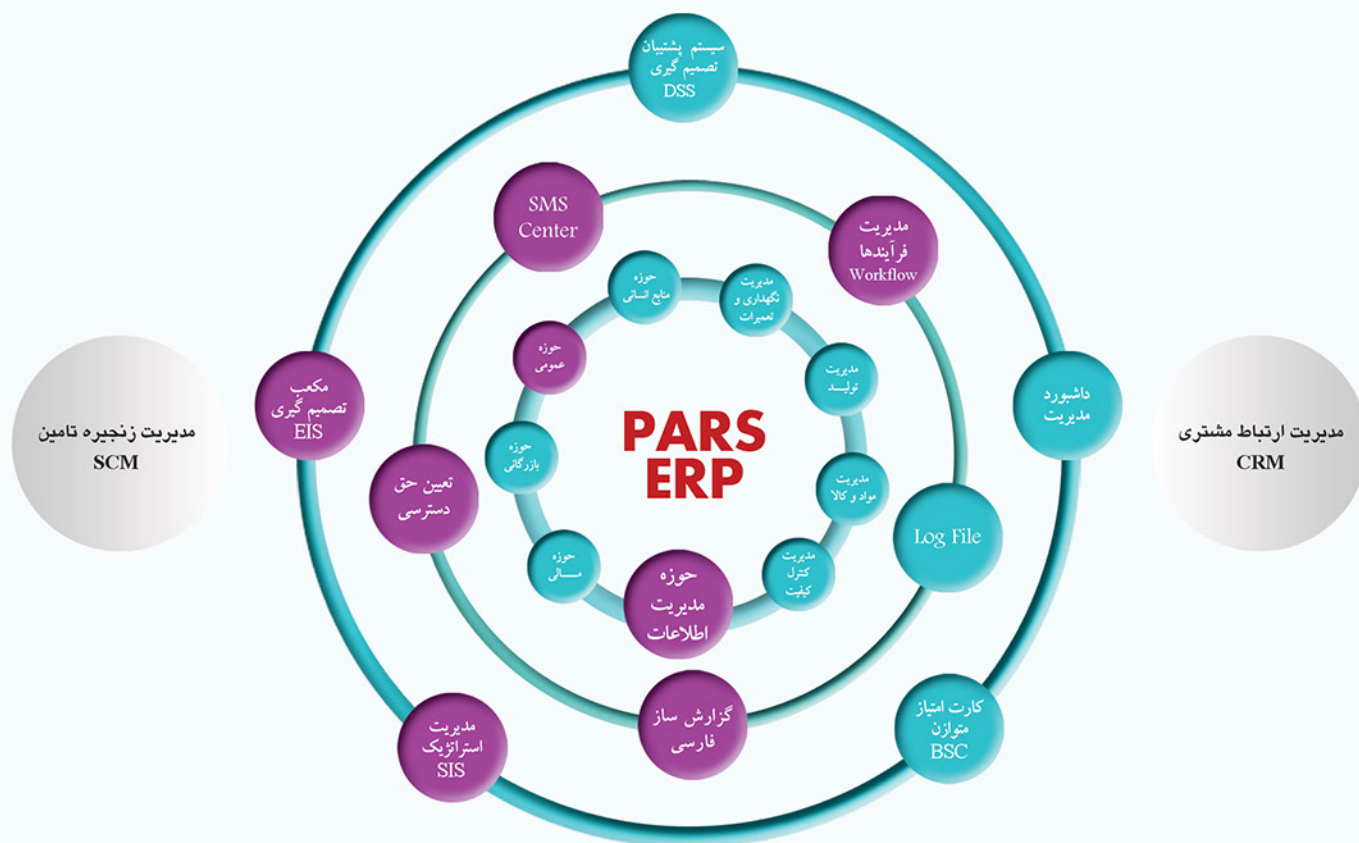 سیستم پشتیبان
تصمیم گیری
DSS
SMS
Center
مدیریت
فرآیندها
Workflow
حوزه
منابع انسانی
مدیریت
نگهداری و
تعمیرات
حوزه
عمومی
مدیریت
تولیـــد
مکعب
تصمیم گیری
EIS
داشبورد
مدیریت
مدیریت زنجیره تامین
SCM
مدیریت ارتباط مشتری
CRM
PARS
ERP
حوزه
بازرگانی
مدیریت
مواد و کالا
تعیین حق
دسترسی
Log File
حوزه
مـــالی
مدیریت
کنترل
کیفیت
حوزه
مدیریت
اطلاعات
گزارش ساز
فارسی
مدیریت
استراتژیک
SIS
کارت امتیاز
متوازن
BSC